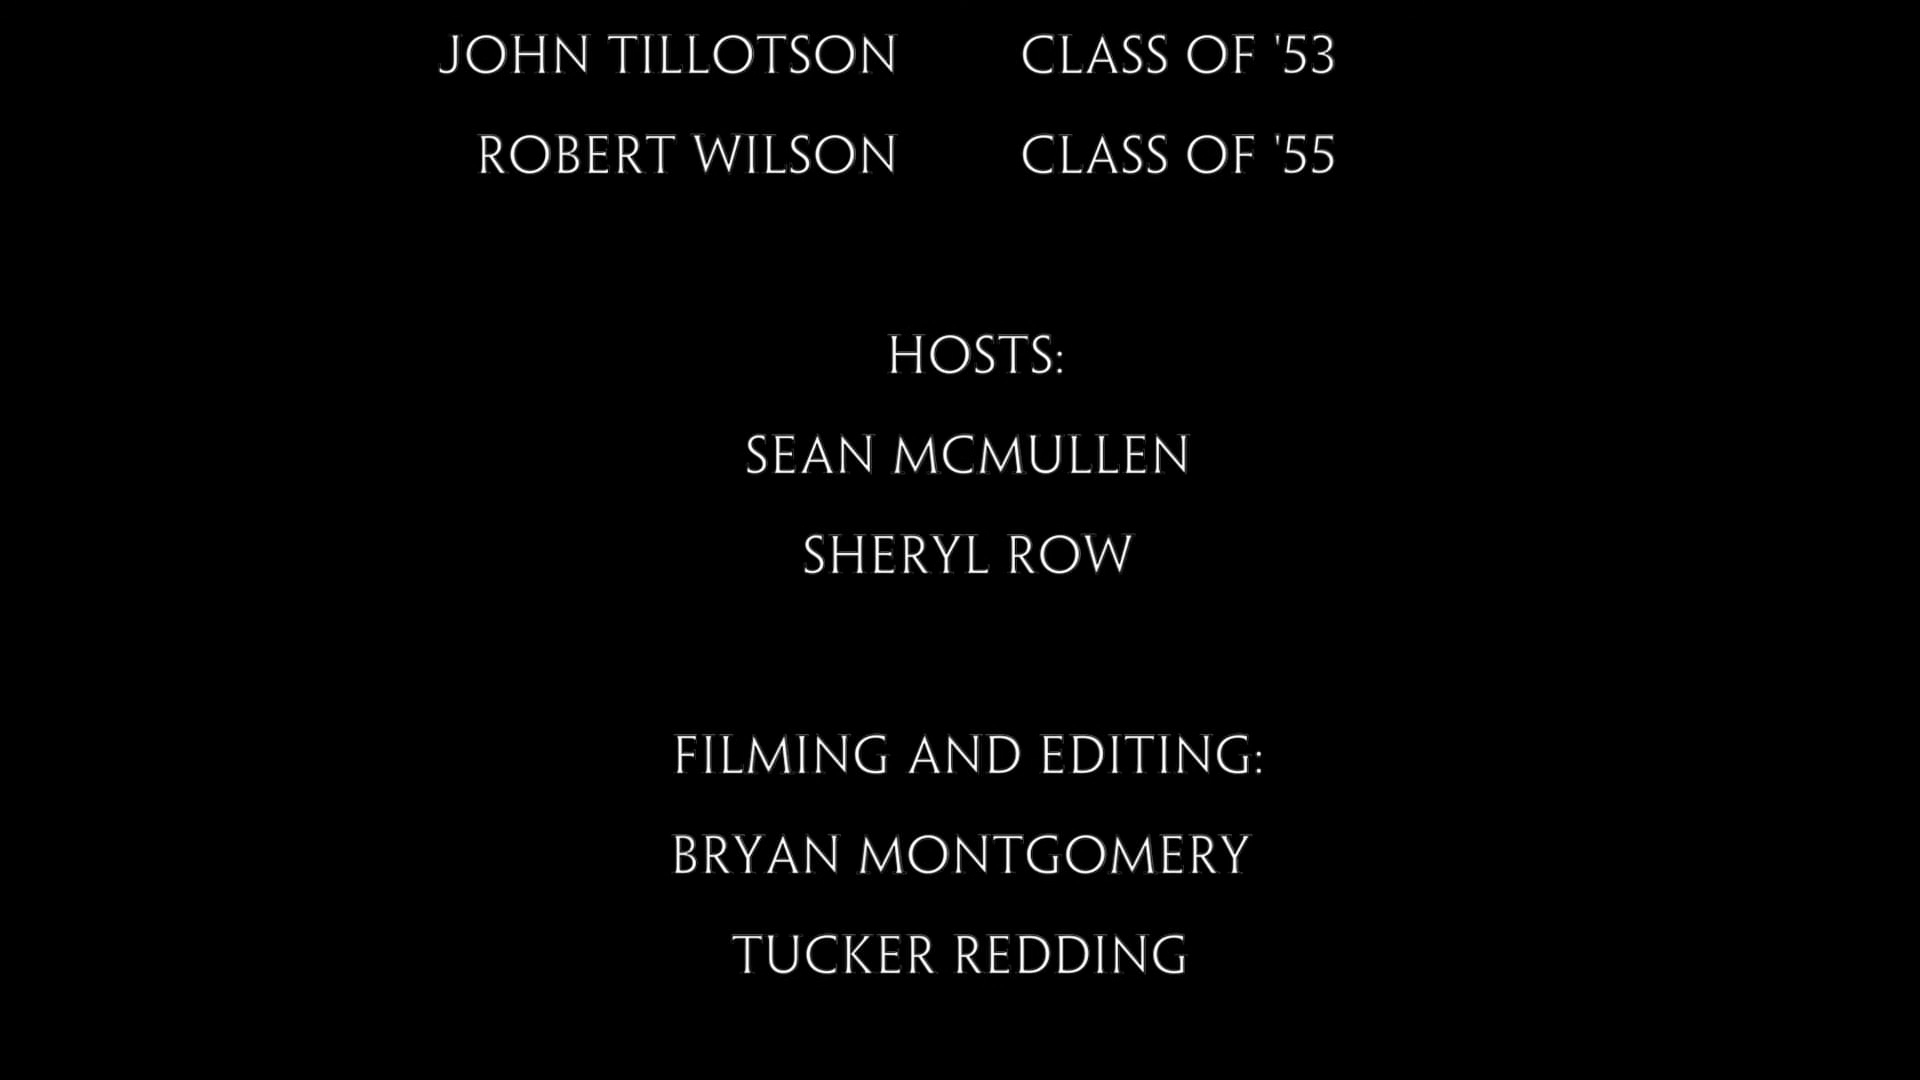 JOHN TILLOTSON CLASS OF '53
ROBERT WILSON CLASS OF '55
HOSTS:
SEAN MCMULLEN
SHERYL ROW
FILMING AND EDITING:
BRYAN MONTGOMERY
TUCKER REDDING